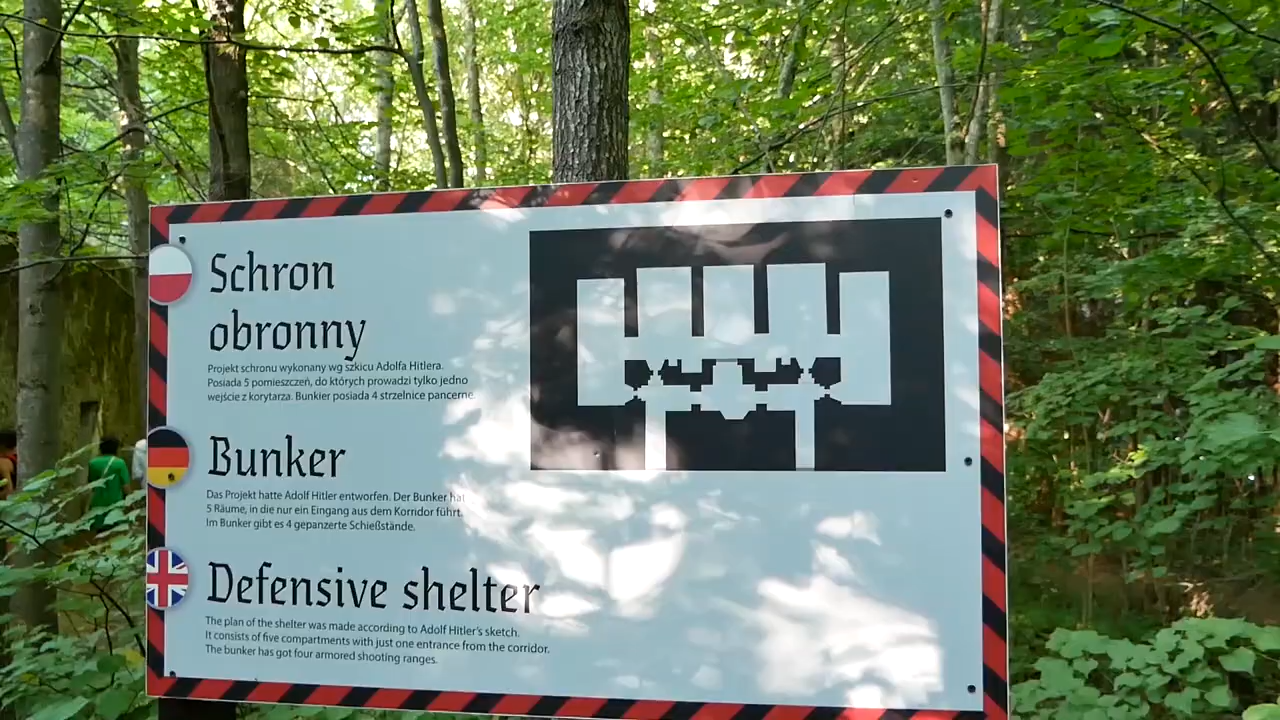 Schron
obronny
Projekt schronu wykonany wg szkicu Adolfa Hitlera.
Posiada 5 pomieszczeń, do których prowadzi tylko jedno
wejście z korytarza. Bunkier posiada 4 strzelnice pancerne.
Bunker
Das Projekt hatte Adolf Hitler entworfen. Der Bunker hat
5 Räume, in die nur ein Eingang aus dem Korridor führt.
Im Bunker gibt es 4 gepanzerte Schießstände.
Defensive shelter
The plan of the shelter was made according to Adolf Hitler's sketch.
It consists of five compartments with just one entrance from the corridor.
The bunker has got four armored shooting ranges.